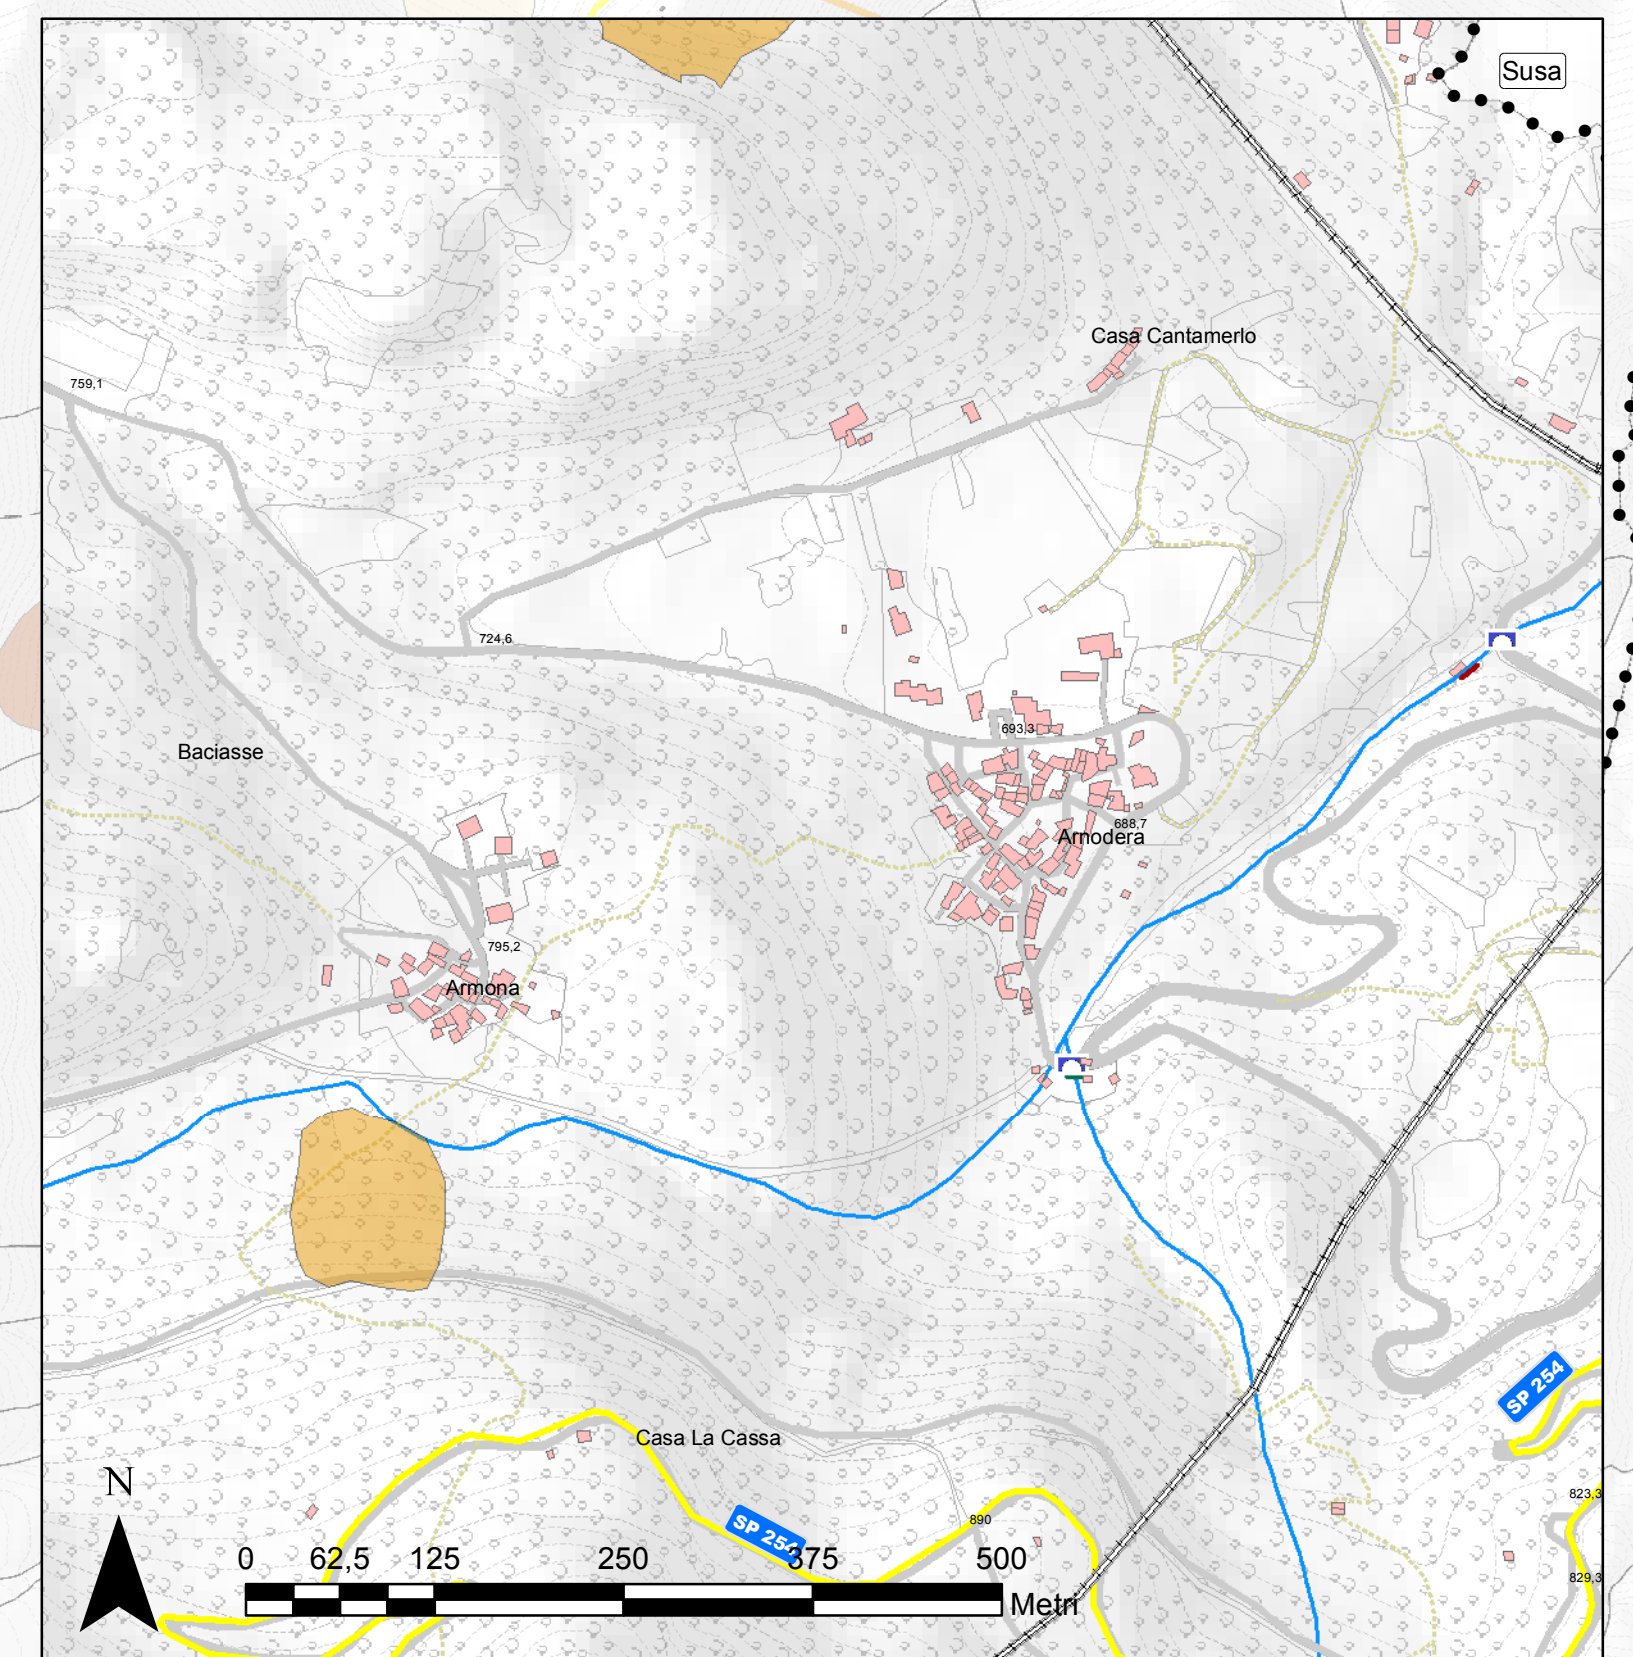 Susa
Casa Cantamerlo
759,1
724,6
693,3
Baciasse
688,7
Arnodera
795,2
Armona
SP 254
Casa La Cassa
N
823,3
890
SP 254
0 62,5 125 250 375 500
829,3
Metri